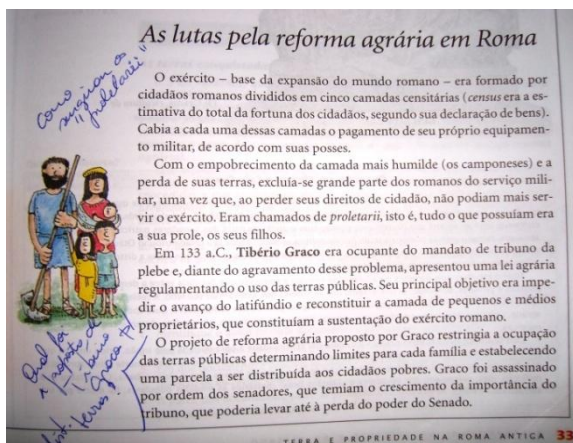 As lutas pela reforma agrária em Roma
O exército – base da expansão do mundo romano – era formado por
cidadãos romanos divididos em cinco camadas censitárias (census era a es-
timativa do total da fortuna dos cidadãos, segundo sua declaração de bens).
Cabia a cada uma dessas camadas o pagamento de seu próprio equipamen-
to militar, de acordo com suas posses.
Com o empobrecimento da camada mais humilde (os camponeses) e a
perda de suas terras, excluía-se grande parte dos romanos do serviço mili-
tar, uma vez que, ao perder seus direitos de cidadão, não podiam mais ser-
vir o exército. Eram chamados de proletarii, isto é, tudo o que possuíam era
a sua prole, os seus filhos.
Em 133 a.C., Tibério Graco era ocupante do mandato de tribuno da
plebe e, diante do agravamento desse problema, apresentou uma lei agrária
regulamentando o uso das terras públicas. Seu principal objetivo era impe-
dir o avanço do latifúndio e reconstituir a camada de pequenos e médios
proprietários, que constituíam a sustentação do exército romano.
O projeto de reforma agrária proposto por Graco restringia a ocupação
das terras públicas determinando limites para cada família e estabelecendo
uma parcela a ser distribuída aos cidadãos pobres. Graco foi assassinado
por ordem dos senadores, que temiam o crescimento da importância do
tribuno, que poderia levar até à perda do poder do Senado.
TERRA E PROPRIEDADE NA ROMA ANTIGA 33
Como
surgiram os
"proletarii"
Qual foi
a proposta de
Tibério
Graco p/
terras?